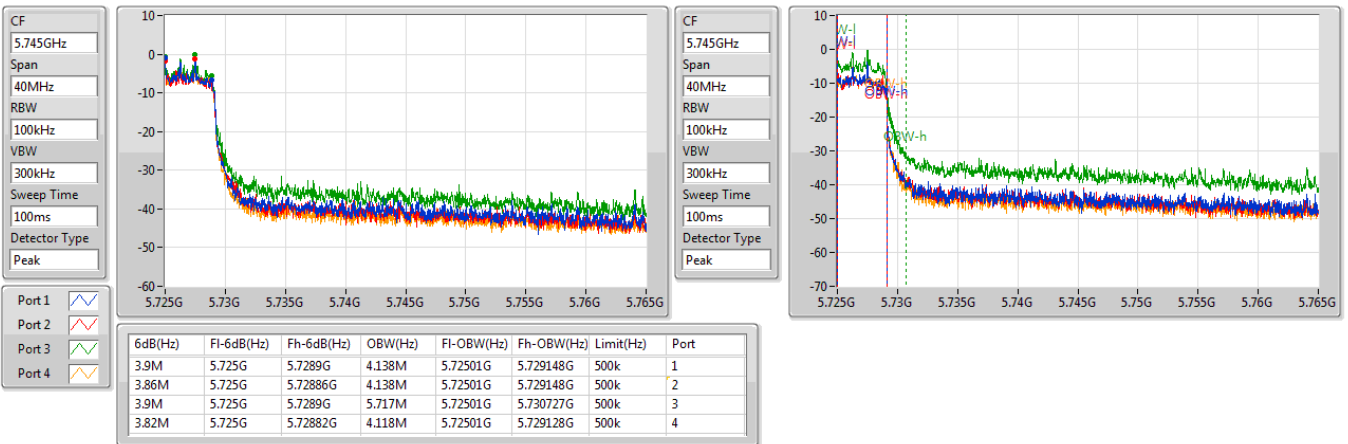 CF
5.745GHz
Span
40MHz
RBW
100kHz
VBW
300kHz
Sweep Time
100ms
Detector Type
Peak
10
0
-10
-20
-30
-40
-50
-60
5.725G 5.73G 5.735G 5.74G 5.745G 5.75G 5.755G 5.76G 5.765G
CF
5.745GHz
Span
40MHz
RBW
100kHz
VBW
300kHz
Sweep Time
100ms
Detector Type
Peak
10
0
-10
-20
-30
-40
-50
-60
-70
W-l
W-l
OBW-h
OBW-h
5.725G 5.73G 5.735G 5.74G 5.745G 5.75G 5.755G 5.76G 5.765G
Port 1
Port 2
Port 3
Port 4
6dB(Hz) Fl-6dB(Hz) Fh-6dB(Hz) OBW(Hz) Fl-OBW(Hz) Fh-OBW(Hz) Limit(Hz) Port
3.9M 5.725G 5.7289G 4.138M 5.72501G 5.729148G 500k 1
3.86M 5.725G 5.72886G 4.138M 5.72501G 5.729148G 500k 2
3.9M 5.725G 5.7289G 5.717M 5.72501G 5.730727G 500k 3
3.82M 5.725G 5.72882G 4.118M 5.72501G 5.729128G 500k 4